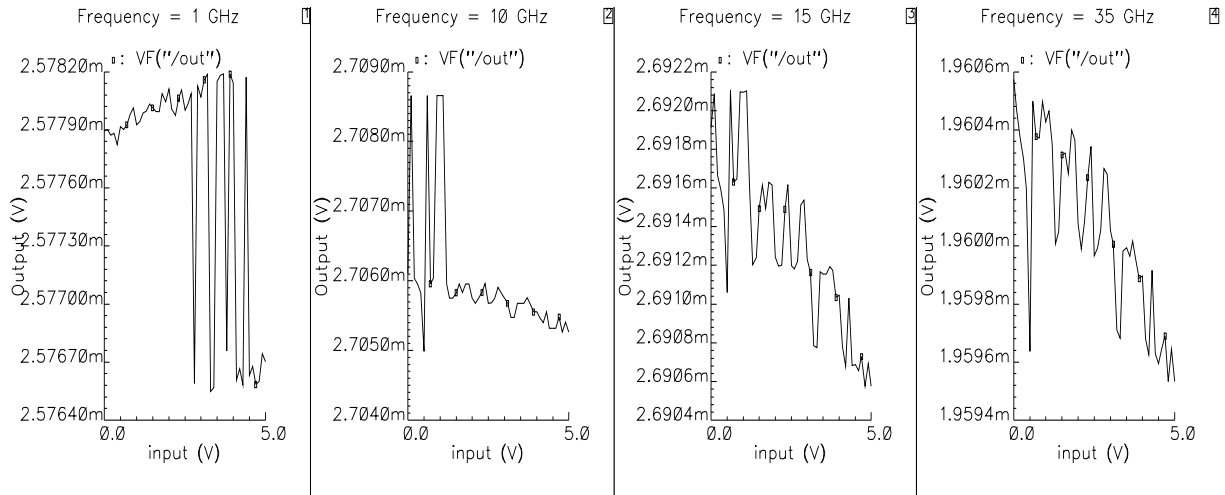 Frequency = 1 GHz
1
: VF("/out")
2.57820m
2.57790m
2.57760m
2.57730m
2.57700m
2.57670m
2.57640m
Output (V)
0.0
5.0
input (V)
Frequency = 10 GHz
2
: VF("/out")
2.7090m
2.7080m
2.7070m
2.7060m
2.7050m
2.7040m
Output (V)
0.0
5.0
input (V)
Frequency = 15 GHz
3
: VF("/out")
2.6922m
2.6920m
2.6918m
2.6916m
2.6914m
2.6912m
2.6910m
2.6908m
2.6906m
2.6904m
Output (V)
0.0
5.0
input (V)
Frequency = 35 GHz
4
: VF("/out")
1.9606m
1.9604m
1.9602m
1.9600m
1.9598m
1.9596m
1.9594m
Output (V)
0.0
5.0
input (V)